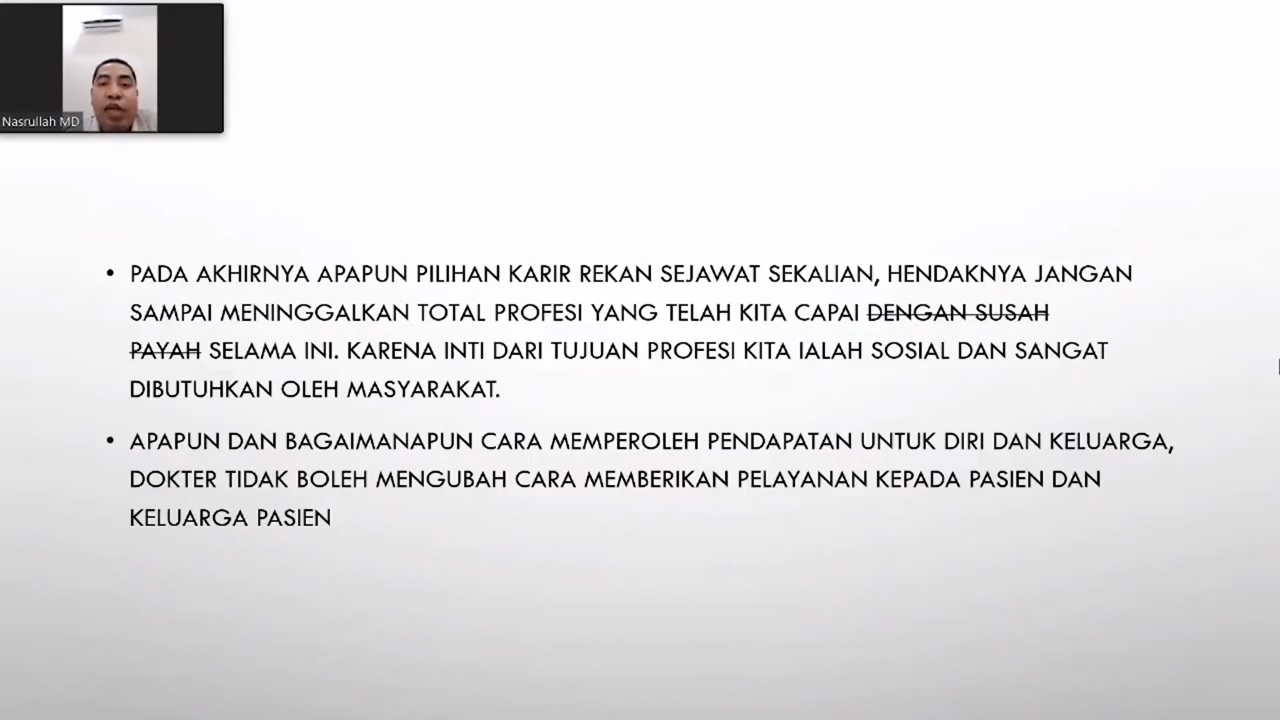 Nasrullah MD
• PADA AKHIRNYA APAPUN PILIHAN KARIR REKAN SEJAWAT SEKALIAN, HENDAKNYA JANGAN
SAMPAI MENINGGALKAN TOTAL PROFESI YANG TELAH KITA CAPAI DENGAN SUSAH
PAYAH SELAMA INI. KARENA INTI DARI TUJUAN PROFESI KITA IALAH SOSIAL DAN SANGAT
DIBUTUHKAN OLEH MASYARAKAT.
• APAPUN DAN BAGAIMANAPUN CARA MEMPEROLEH PENDAPATAN UNTUK DIRI DAN KELUARGA,
DOKTER TIDAK BOLEH MENGUBAH CARA MEMBERIKAN PELAYANAN KEPADA PASIEN DAN
KELUARGA PASIEN